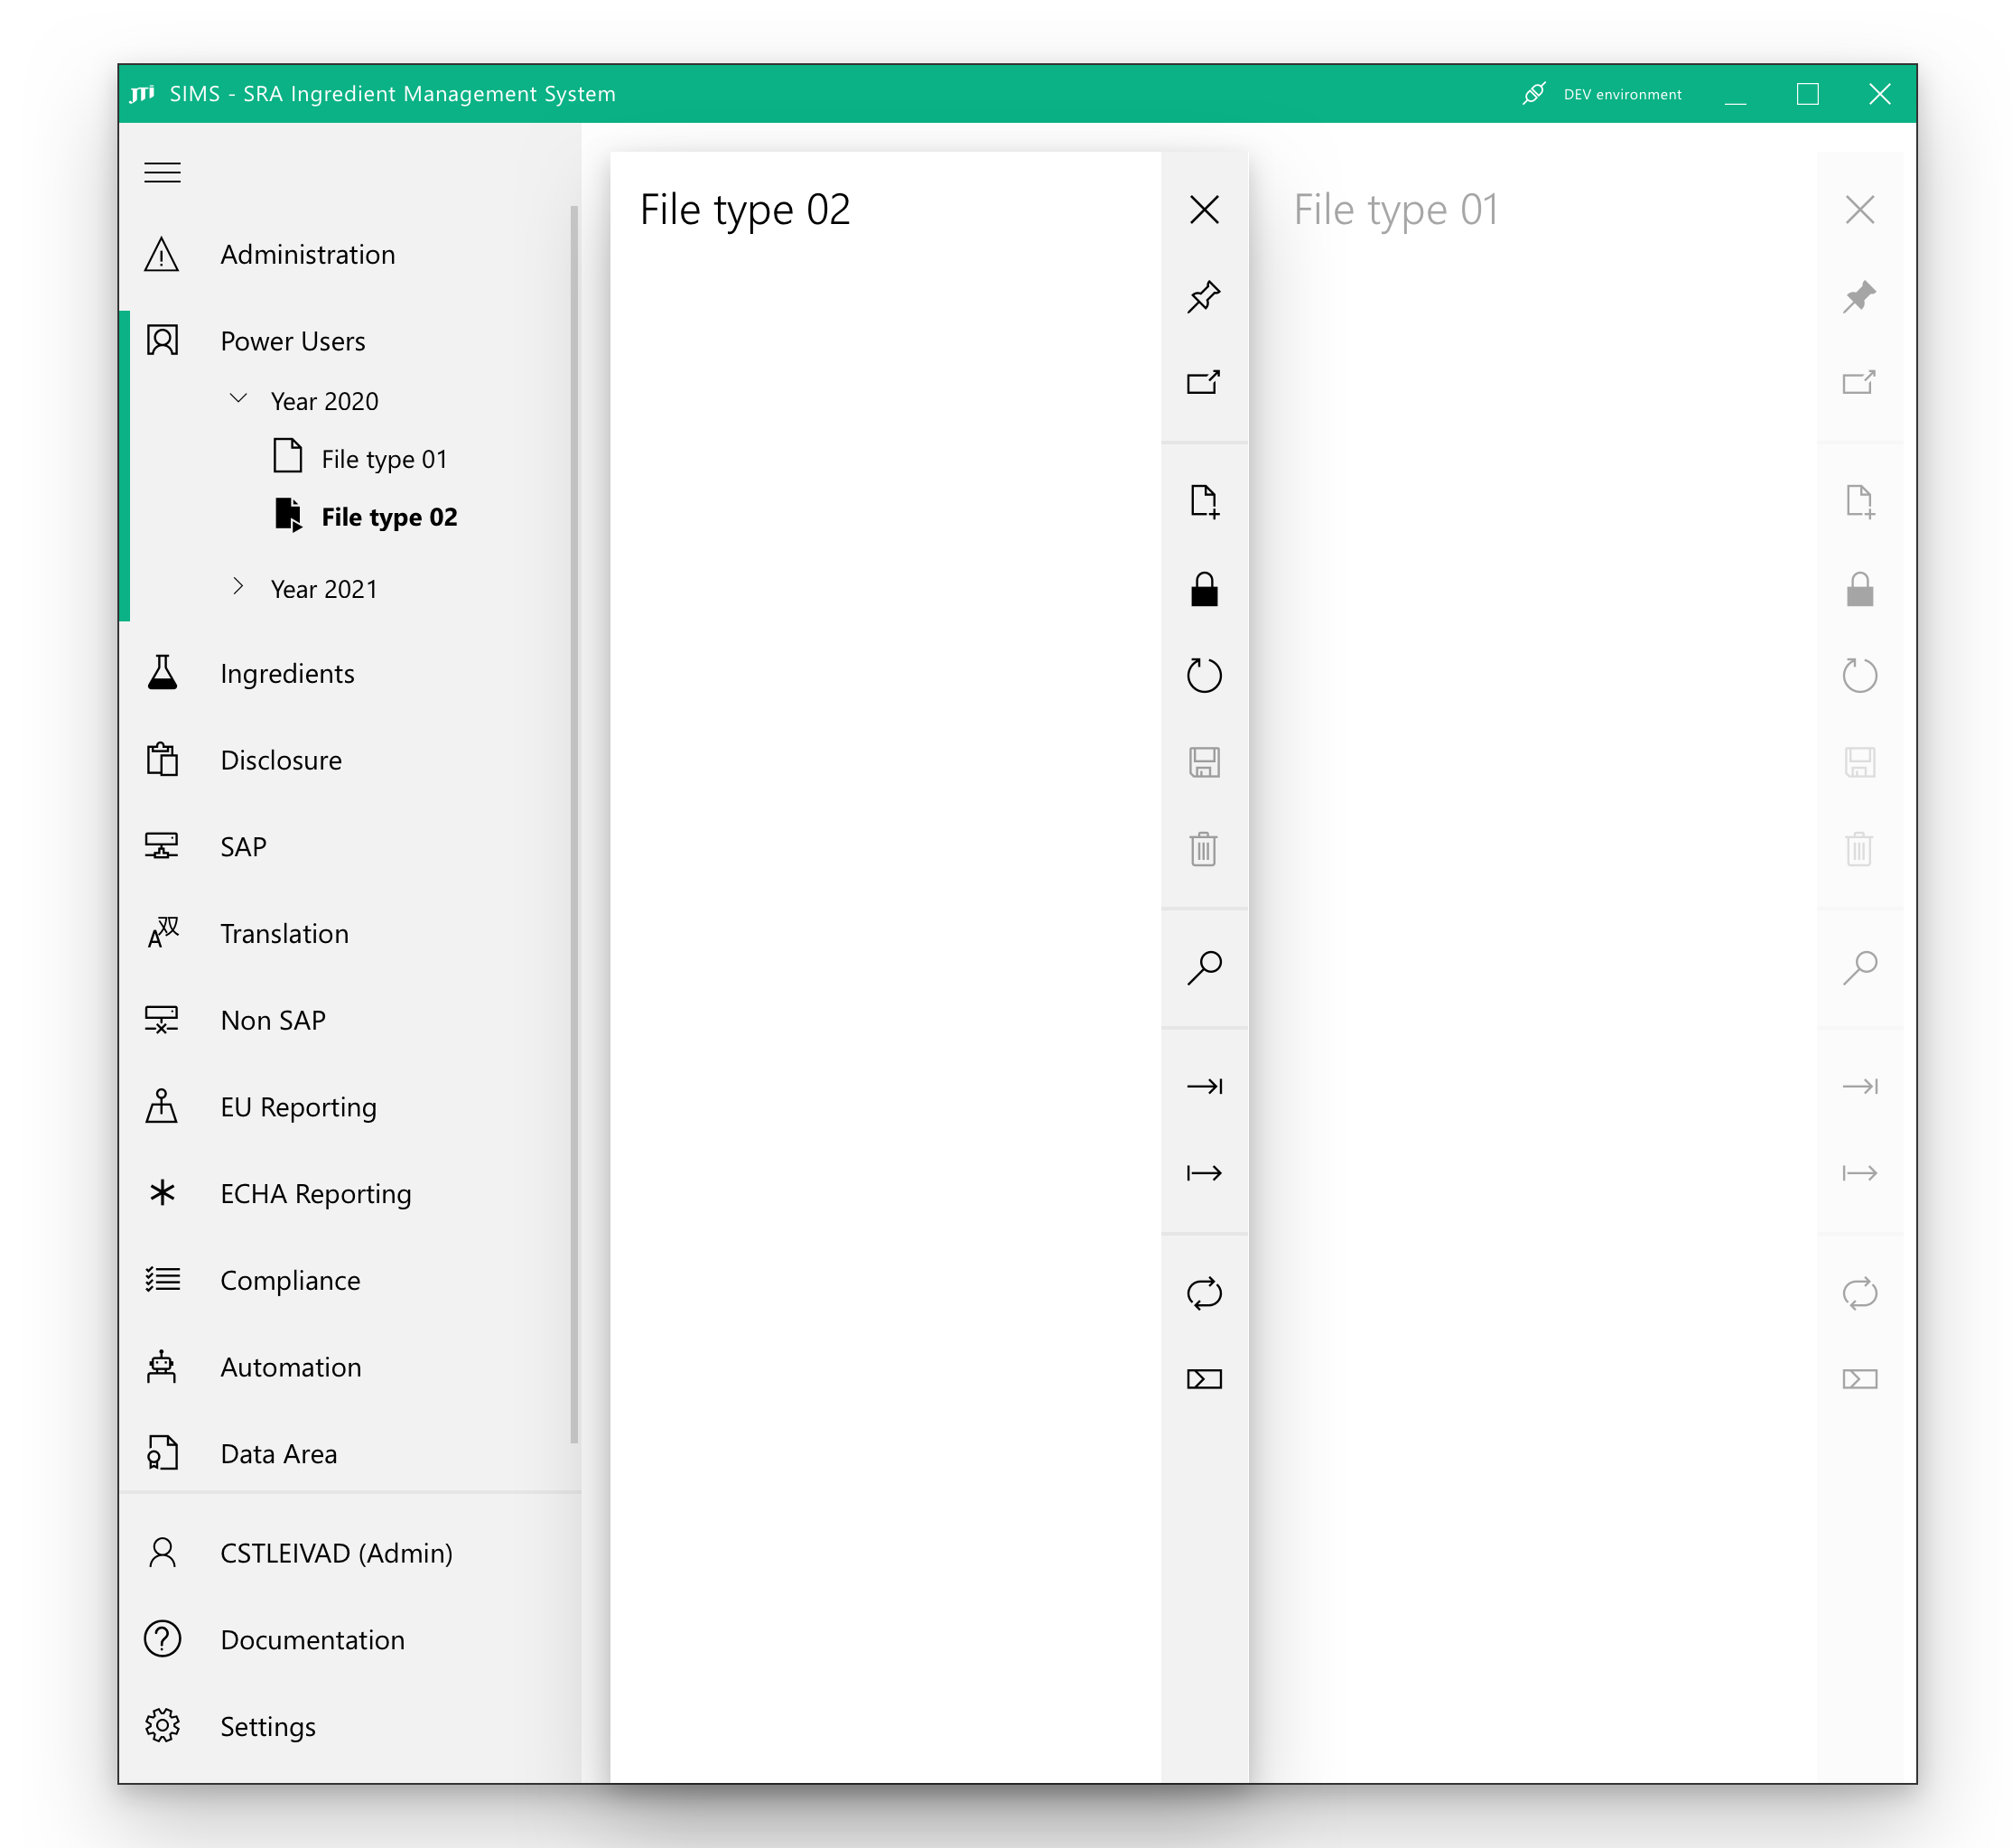 JTi SIMS - SRA Ingredient Management System
DEV environment
Administration
Power Users
Year 2020
File type 01
File type 02
Year 2021
Ingredients
Disclosure
SAP
Translation
Non SAP
EU Reporting
ECHA Reporting
Compliance
Automation
Data Area
CSTLEIVAD (Admin)
Documentation
Settings
File type 02
File type 01